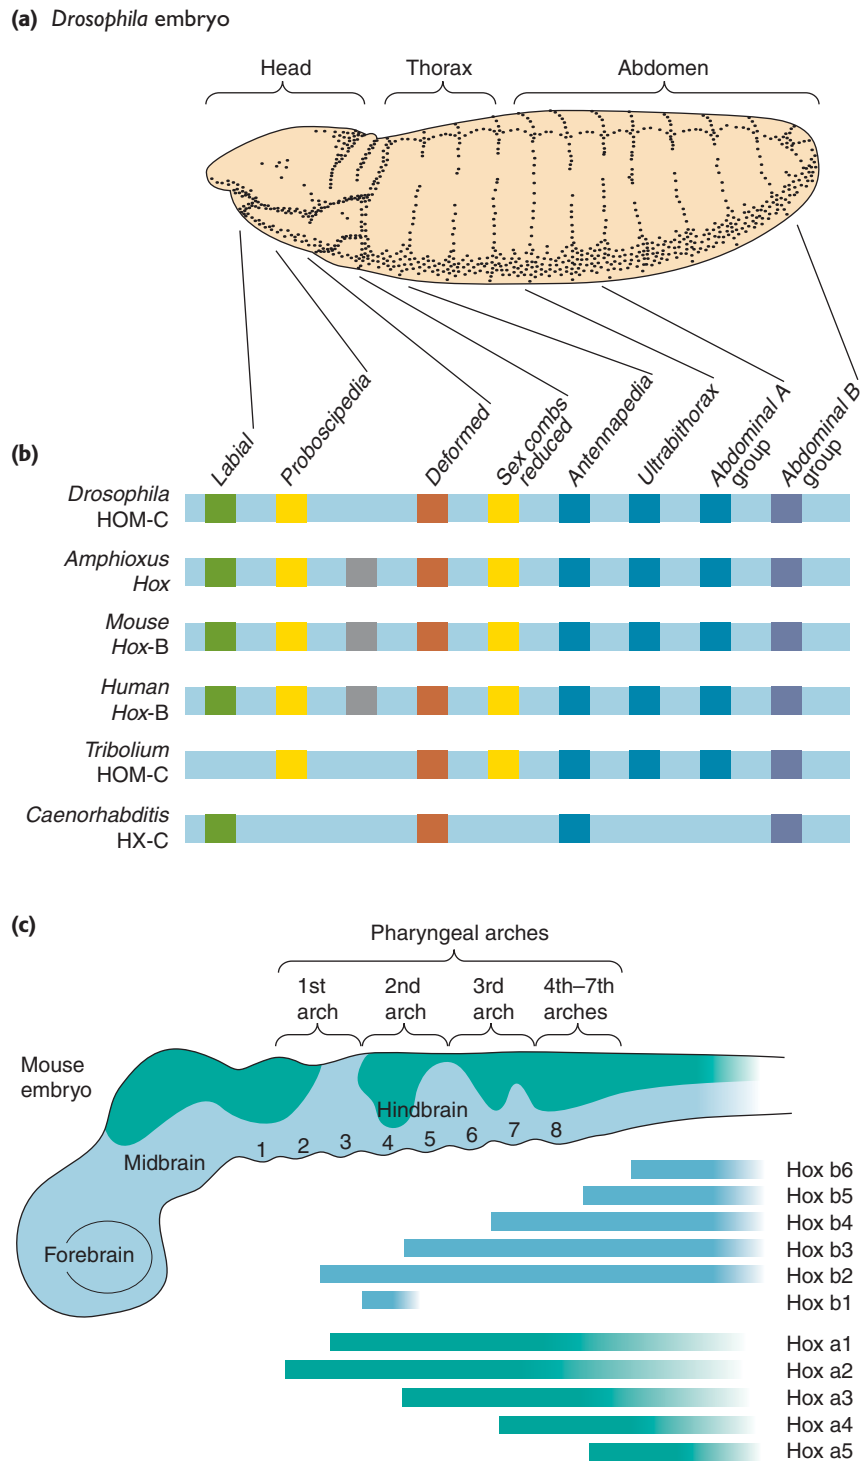 (a) Drosophila embryo
Head
Thorax
Abdomen
(b)
Labial
Proboscipedia
Deformed
Sex combs
reduced
Antennapedia
Ultrabithorax
Abdominal A
group
Abdominal B
group
Drosophila
HOM-C
Amphioxus
Hox
Mouse
Hox-B
Human
Hox-B
Tribolium
HOM-C
Caenorhabditis
HX-C
(c)
Pharyngeal arches
1st
arch
2nd
arch
3rd
arch
4th–7th
arches
Mouse
embryo
Hindbrain
1 2 3 4 5 6 7 8
Midbrain
Forebrain
Hox b6
Hox b5
Hox b4
Hox b3
Hox b2
Hox b1
Hox a1
Hox a2
Hox a3
Hox a4
Hox a5